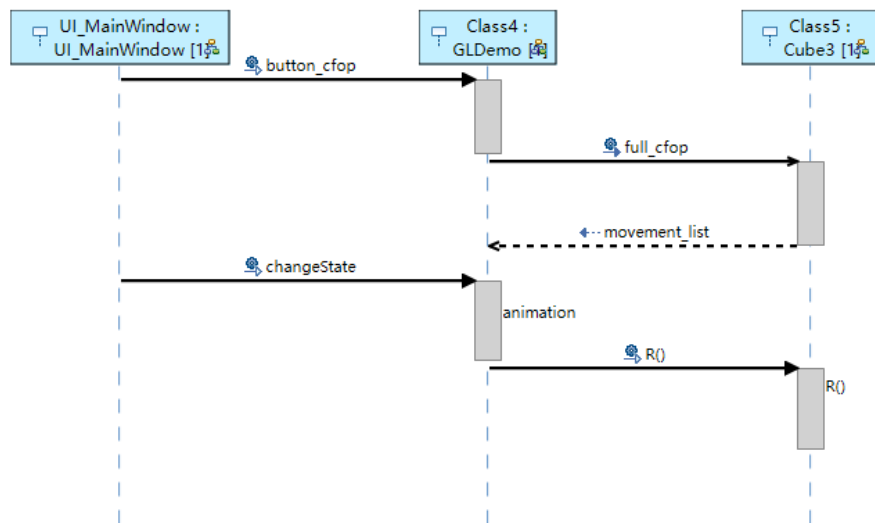 UI_MainWindow :
UI_MainWindow [1]
Class4 :
GLDemo
Class5 :
Cube3 [1]
button_cfop
full_cfop
movement_list
changeState
animation
R()
R()